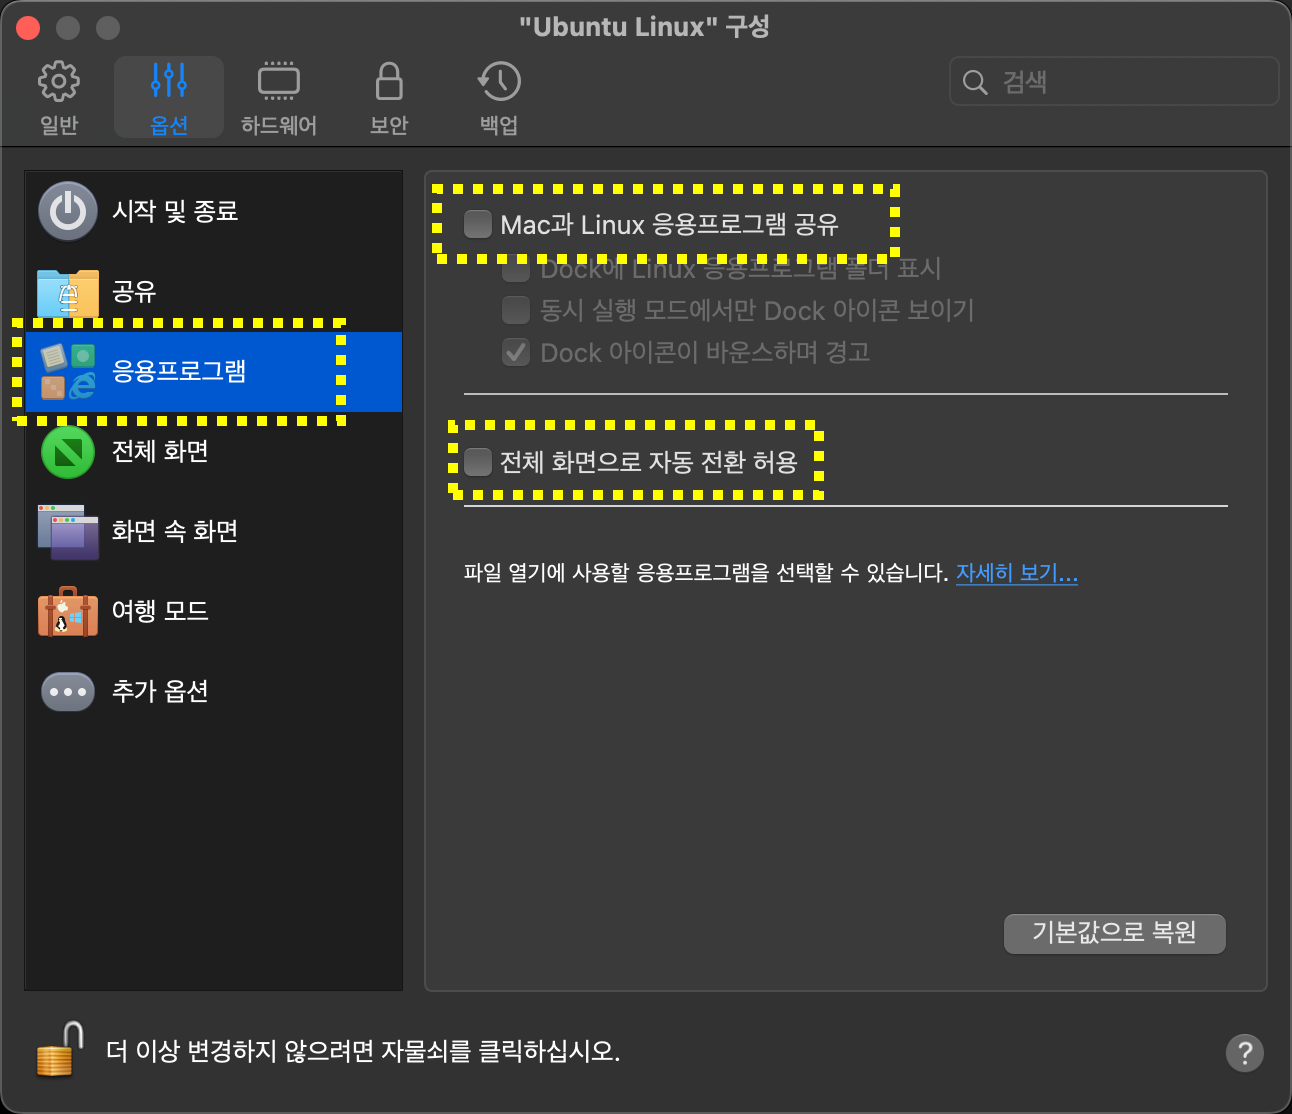 "Ubuntu Linux" 구성
일반
옵션
하드웨어
보안
백업
검색
시작 및 종료
공유
응용프로그램
전체 화면
화면 속 화면
여행 모드
추가 옵션
Mac과 Linux 응용프로그램 공유
Dock에 Linux 응용프로그램 폴더 표시
동시 실행 모드에서만 Dock 아이콘 보이기
Dock 아이콘이 바운스하며 경고
전체 화면으로 자동 전환 허용
파일 열기에 사용할 응용프로그램을 선택할 수 있습니다. 자세히 보기...
기본값으로 복원
더 이상 변경하지 않으려면 자물쇠를 클릭하십시오.
?